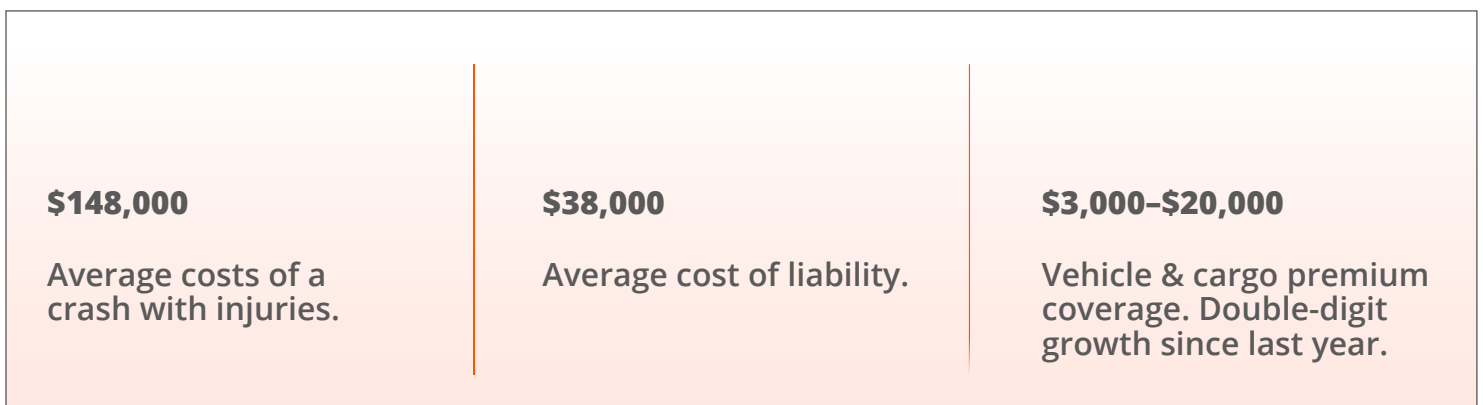 $148,000
Average costs of a
crash with injuries.
$38,000
Average cost of liability.
$3,000–$20,000
Vehicle & cargo premium
coverage. Double-digit
growth since last year.